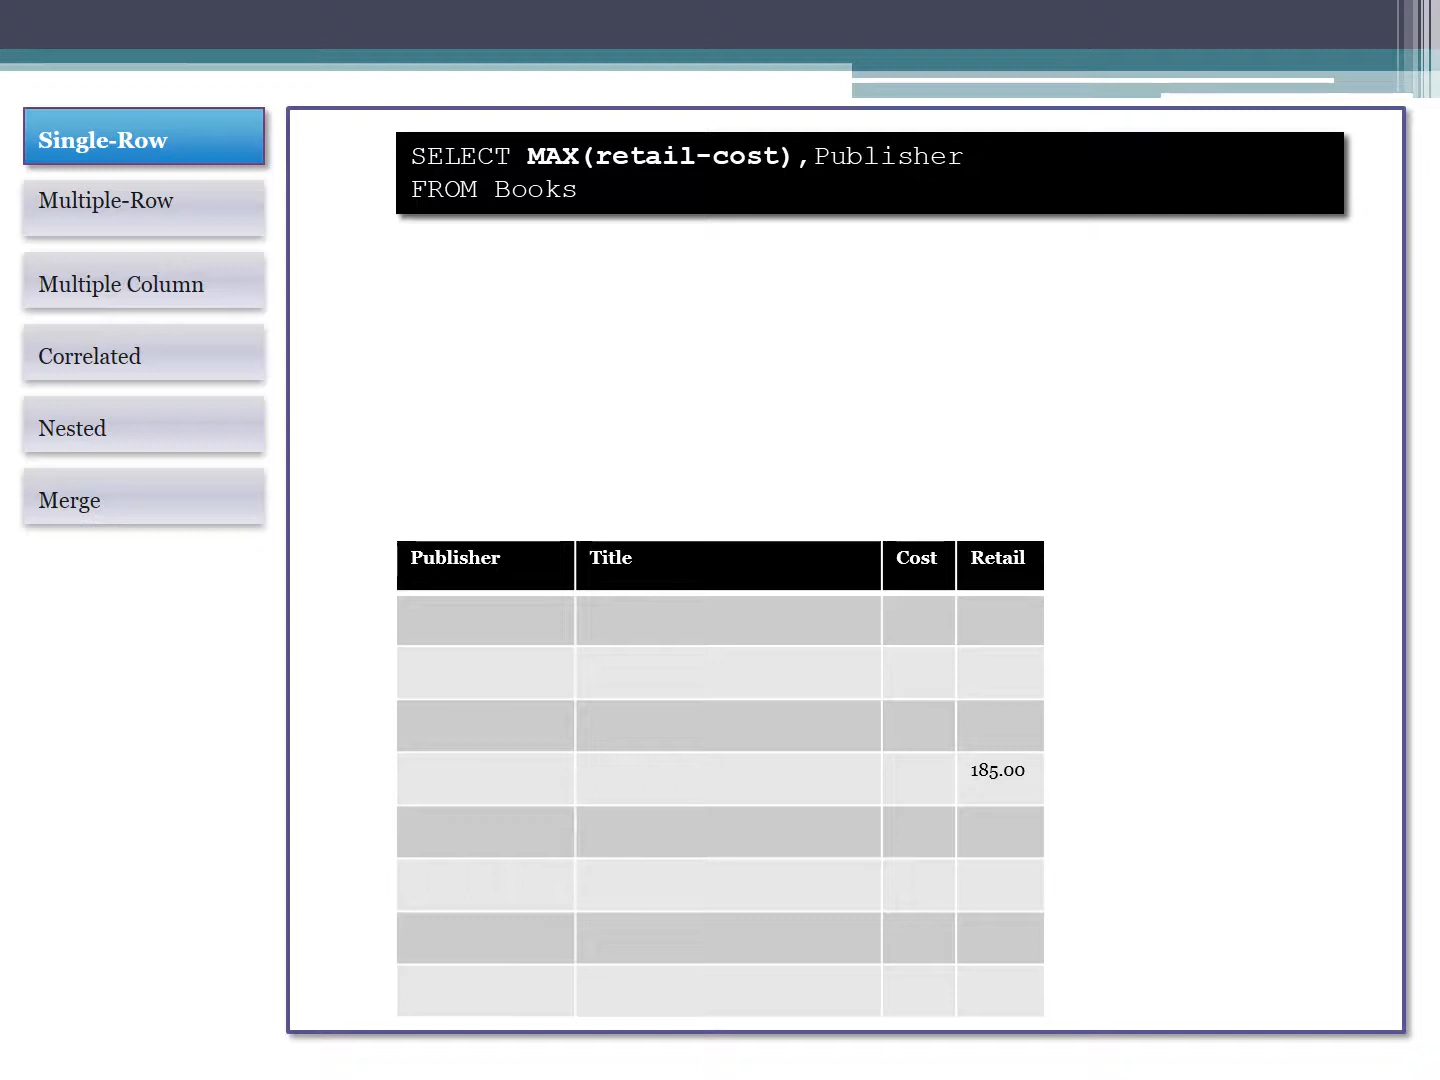 Single-Row
Multiple-Row
Multiple Column
Correlated
Nested
Merge
SELECT MAX(retail-cost),Publisher
FROM Books
Publisher Title Cost Retail
185.00